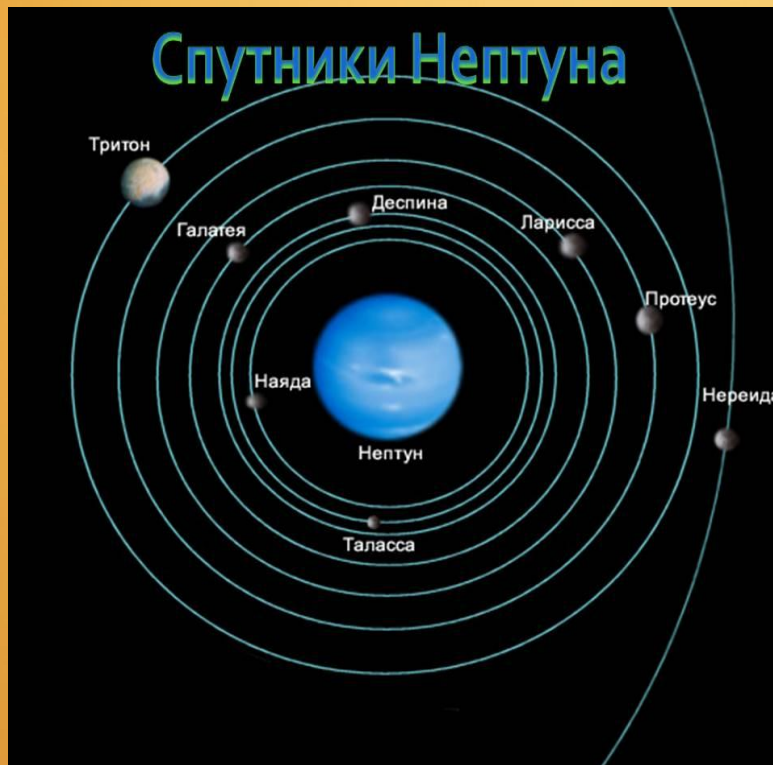 Спутники Нептуна
Тритон
Деспина
Галатея
Ларисса
Протеус
Наяда
Нереида
Нептун
Таласса